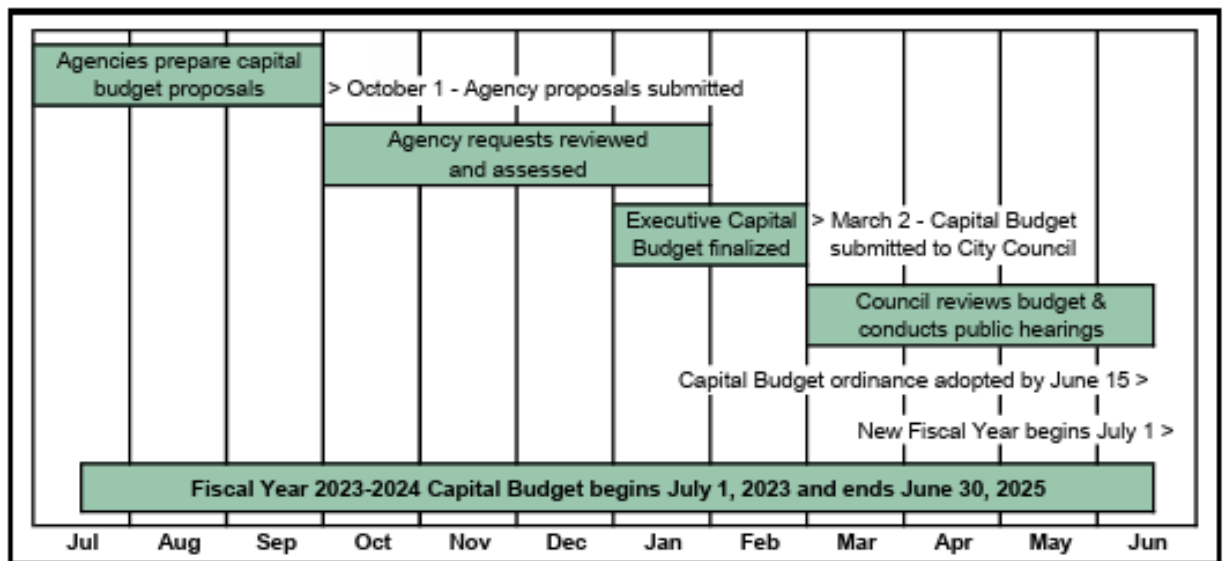 Agencies prepare capital
budget proposals
> October 1 - Agency proposals submitted
Agency requests reviewed
and assessed
Executive Capital
Budget finalized
> March 2 - Capital Budget
submitted to City Council
Council reviews budget &
conducts public hearings
Capital Budget ordinance adopted by June 15 >
New Fiscal Year begins July 1 >
Fiscal Year 2023-2024 Capital Budget begins July 1, 2023 and ends June 30, 2025
Jul Aug Sep Oct Nov Dec Jan Feb Mar Apr May Jun